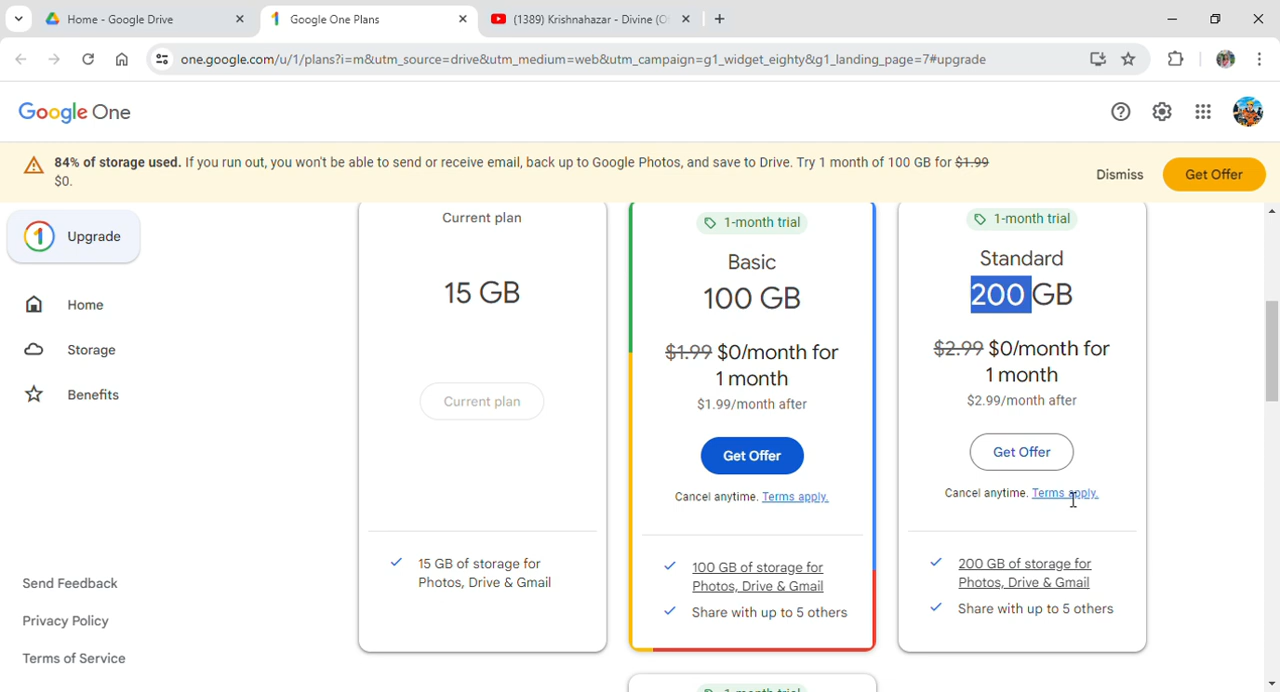 Home - Google Drive
Google One Plans
(1389) Krishnahazar - Divine (O
one.google.com/u/1/plans?i=m&utm_source=drive&utm_medium=web&utm_campaign=g1_widget_eighty&g1_landing_page=7#upgrade
Google One
84% of storage used. If you run out, you won't be able to send or receive email, back up to Google Photos, and save to Drive. Try 1 month of 100 GB for $1.99
$0.
Dismiss
Get Offer
Upgrade
Home
Storage
Benefits
Send Feedback
Privacy Policy
Terms of Service
Current plan
15 GB
Current plan
15 GB of storage for
Photos, Drive & Gmail
1-month trial
Basic
100 GB
$1.99 $0/month for
1 month
$1.99/month after
Get Offer
Cancel anytime. Terms apply.
100 GB of storage for
Photos, Drive & Gmail
Share with up to 5 others
1-month trial
Standard
200 GB
$2.99 $0/month for
1 month
$2.99/month after
Get Offer
Cancel anytime. Terms apply.
200 GB of storage for
Photos, Drive & Gmail
Share with up to 5 others
1-month trial